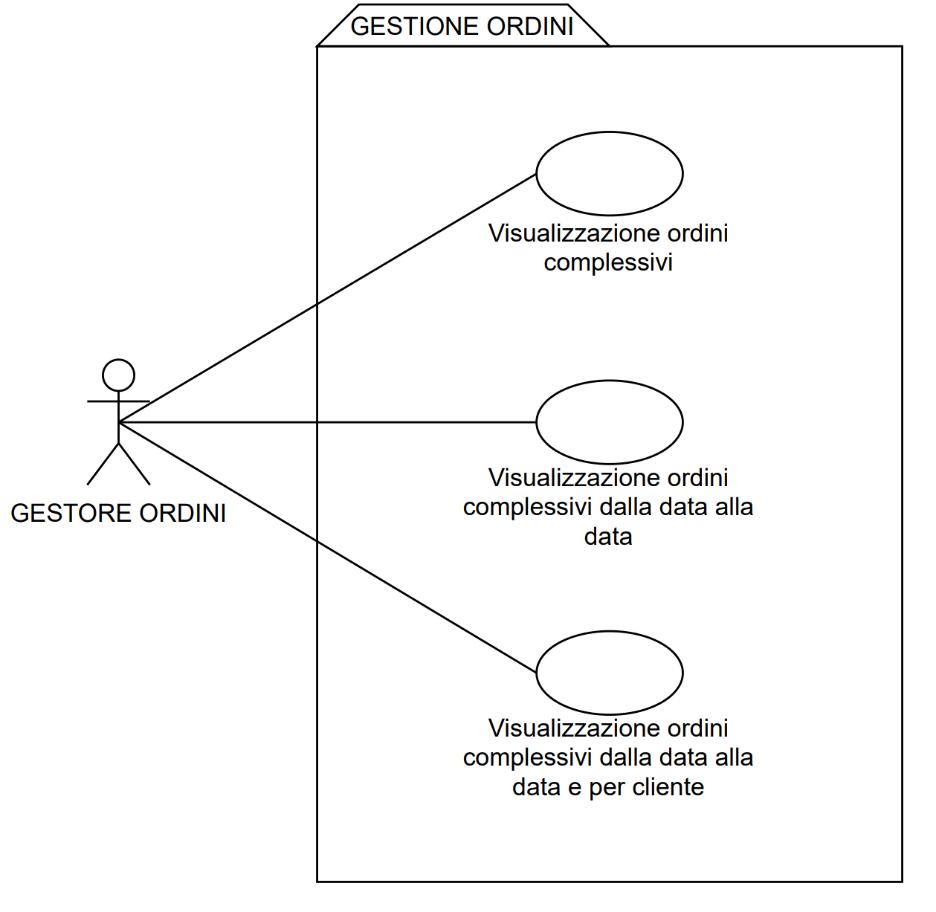 GESTIONE ORDINI
Visualizzazione ordini
complessivi
GESTORE ORDINI
Visualizzazione ordini
complessivi dalla data alla
data
Visualizzazione ordini
complessivi dalla data alla
data e per cliente